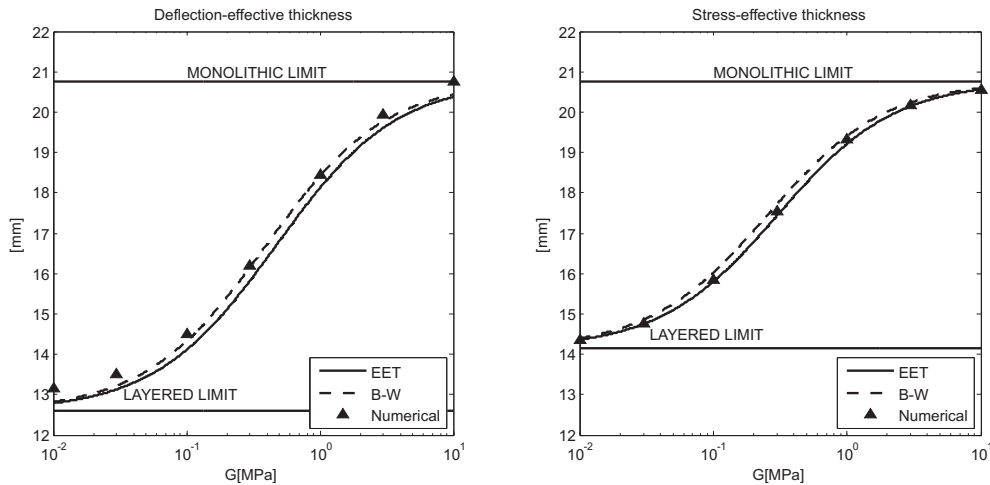 Deflection-effective thickness
22
21
20
19
18
17
16
15
14
13
12
[mm]
MONOLITHIC LIMIT
LAYERED LIMIT
EET
B-W
Numerical
10^-2
10^-1
10^0
10^1
G[MPa]
Stress-effective thickness
22
21
20
19
18
17
16
15
14
13
12
[mm]
MONOLITHIC LIMIT
LAYERED LIMIT
EET
B-W
Numerical
10^-2
10^-1
10^0
10^1
G[MPa]